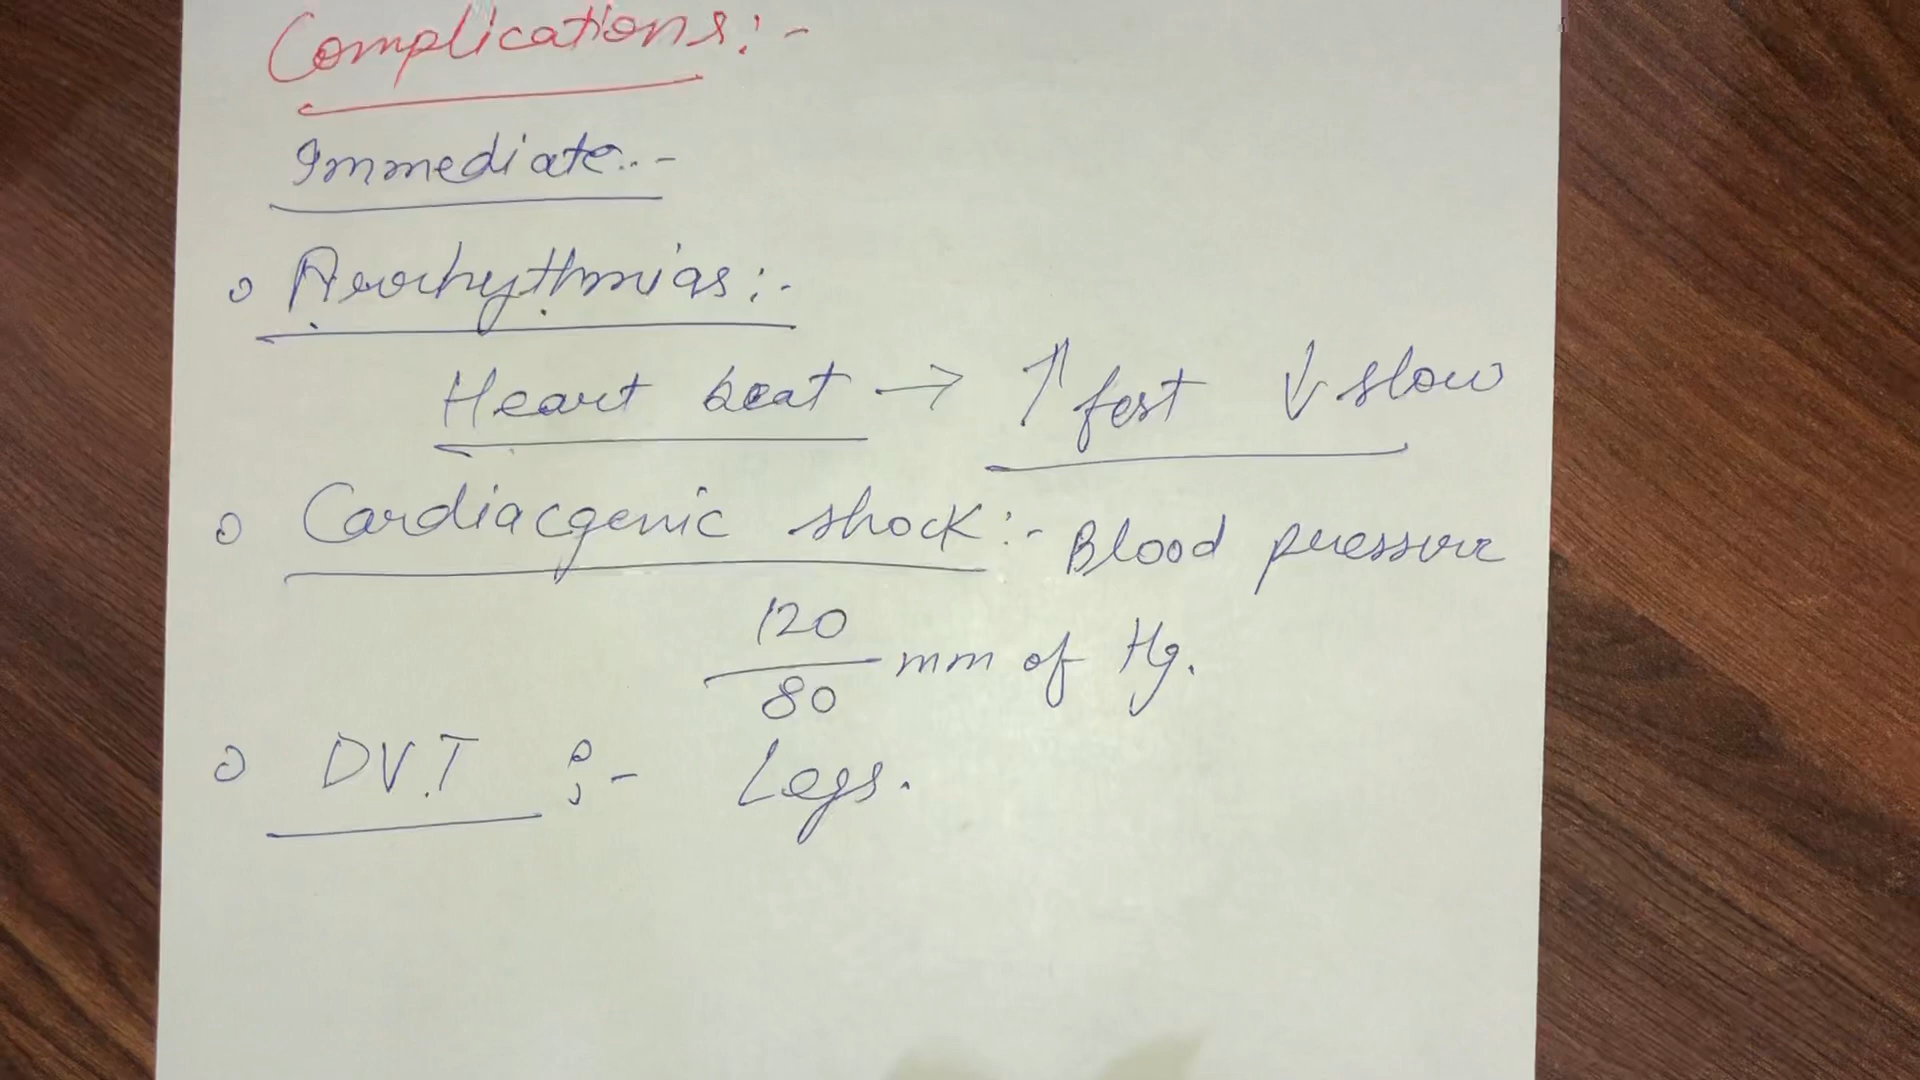 Complications:-
Immediate:-
o Arrhythmias:-
Heart beat → ↑ fast ↓ slow
o Cardiacgenic shock:- Blood pressure
120
80 mm of Hg.
o DV.T :- Legs.